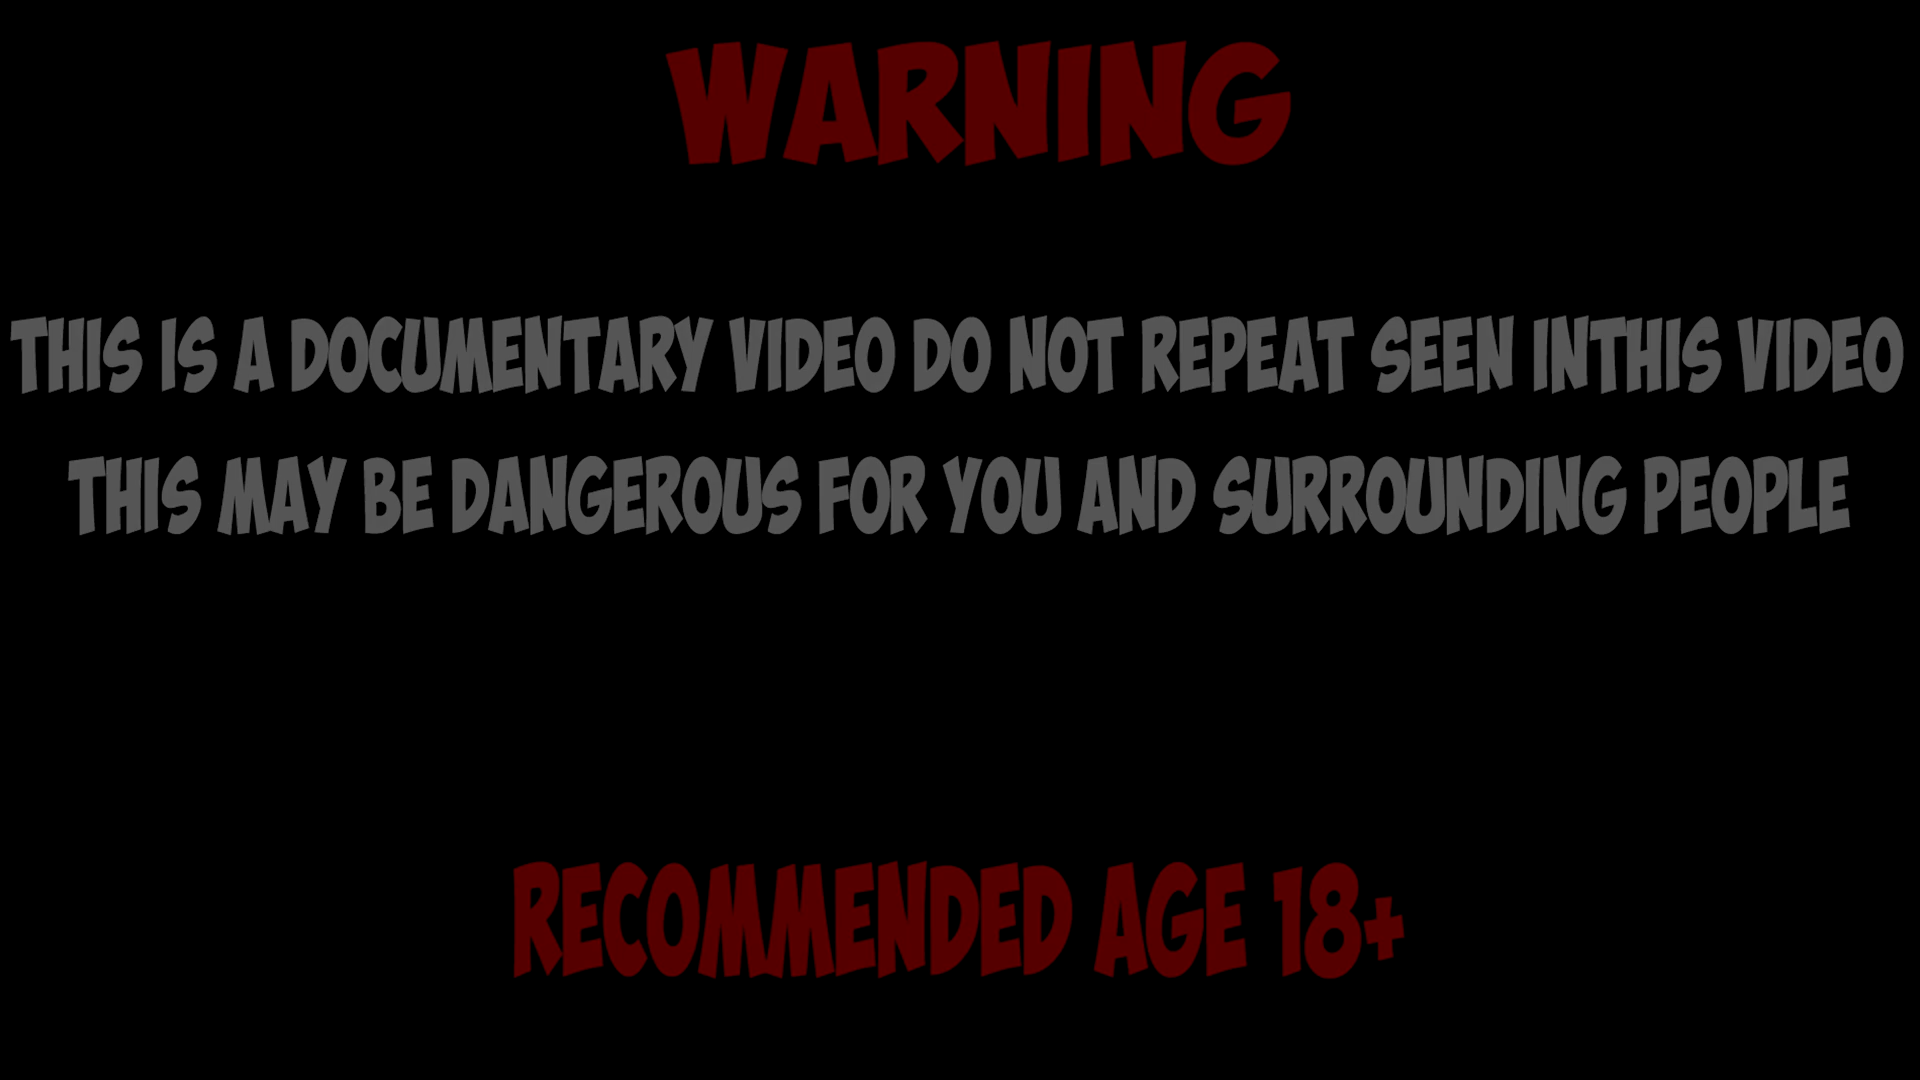 WARNING
THIS IS A DOCUMENTARY VIDEO DO NOT REPEAT SEEN INTHIS VIDEO
THIS MAY BE DANGEROUS FOR YOU AND SURROUNDING PEOPLE
RECOMMENDED AGE 18+